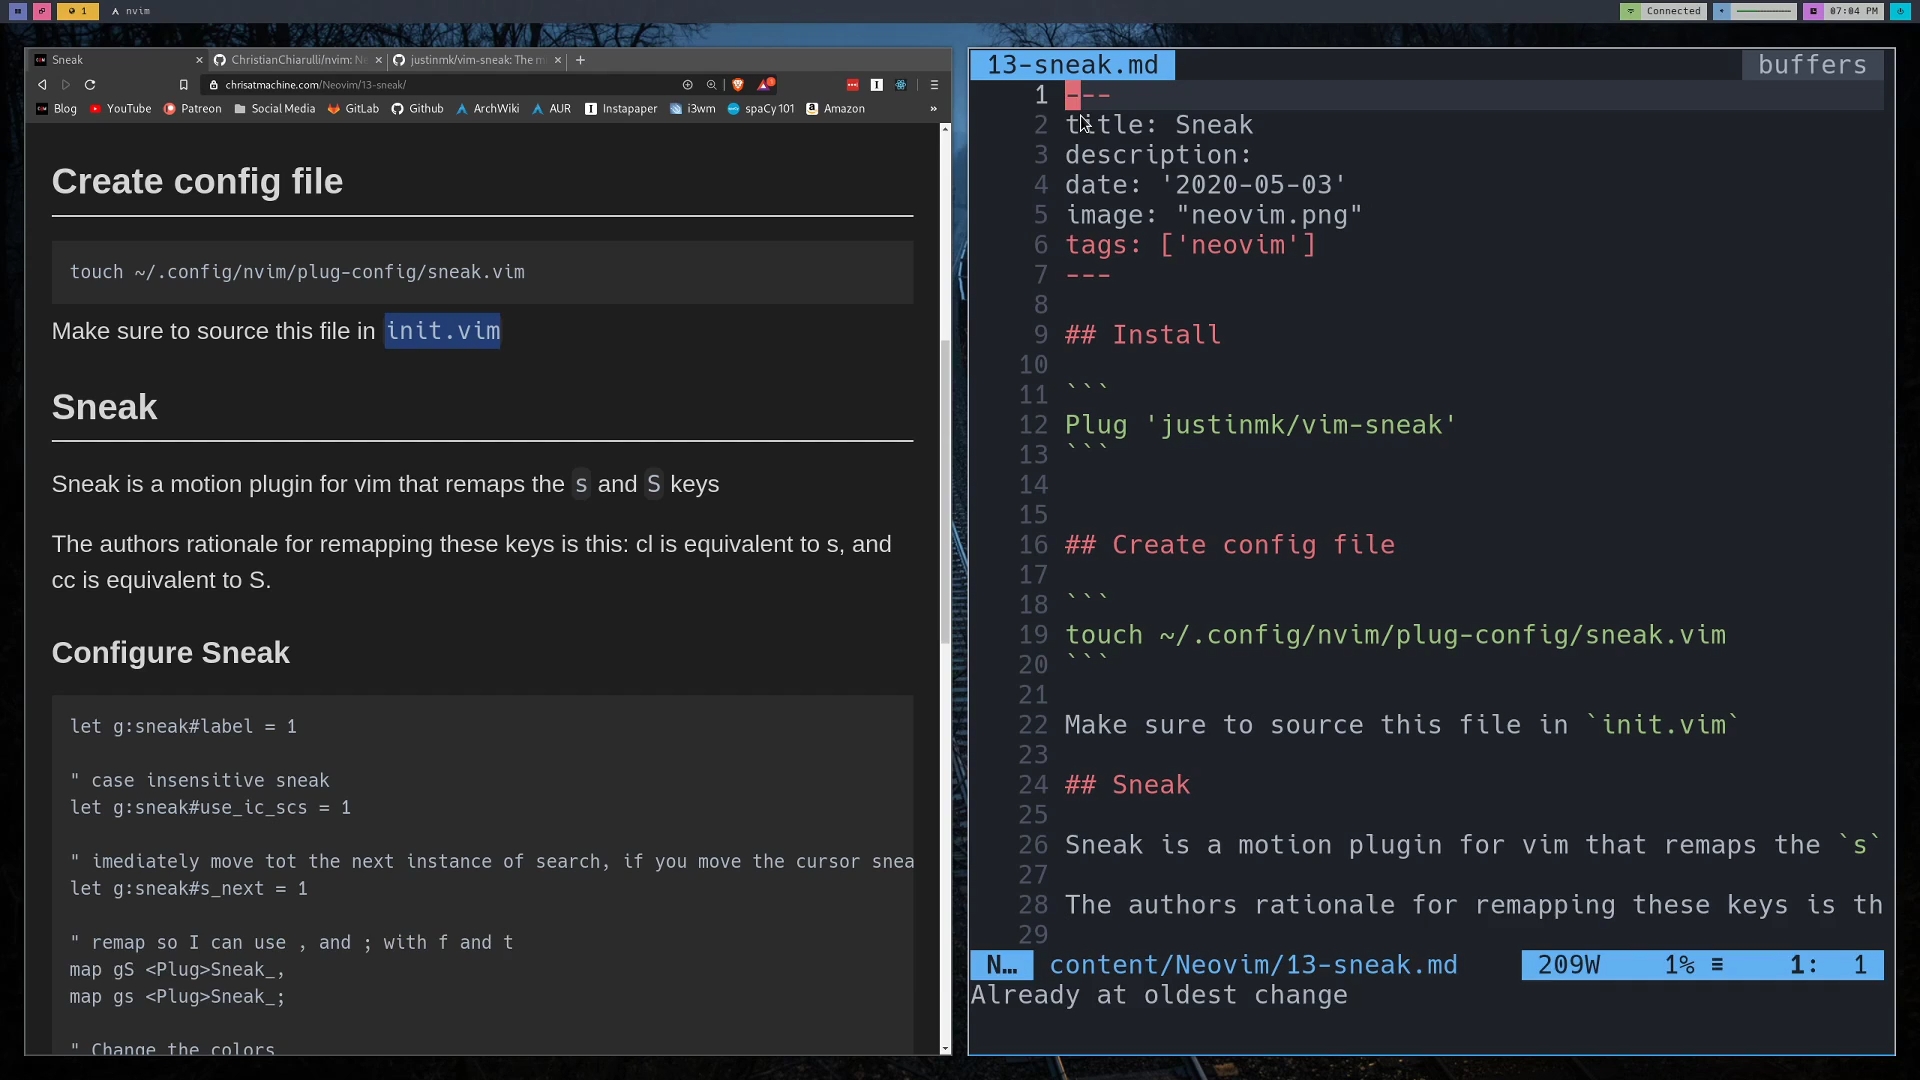 1
nvim
Connected
07:04 PM
Sneak
ChristianChiarulli/nvim: Ne
justinmk/vim-sneak: The m
chrisatmachine.com/Neovim/13-sneak/
Blog
YouTube
Patreon
Social Media
GitLab
Github
ArchWiki
AUR
Instapaper
i3wm
spaCy 101
Amazon
»
Create config file
touch ~/.config/nvim/plug-config/sneak.vim
Make sure to source this file in init.vim
Sneak
Sneak is a motion plugin for vim that remaps the s and S keys
The authors rationale for remapping these keys is this: cl is equivalent to s, and
cc is equivalent to S.
Configure Sneak
let g:sneak#label = 1
" case insensitive sneak
let g:sneak#use_ic_scs = 1
" imediately move tot the next instance of search, if you move the cursor snea
let g:sneak#s_next = 1
" remap so I can use , and ; with f and t
map gS <Plug>Sneak_,
map gs <Plug>Sneak_;
" Change the colors
13-sneak.md
buffers
1 ---
2 title: Sneak
3 description:
4 date: '2020-05-03'
5 image: "neovim.png"
6 tags: ['neovim']
7 ---
8
9 ## Install
10
11 ```
12 Plug 'justinmk/vim-sneak'
13 ```
14
15
16 ## Create config file
17
18 ```
19 touch ~/.config/nvim/plug-config/sneak.vim
20 ```
21
22 Make sure to source this file in `init.vim`
23
24 ## Sneak
25
26 Sneak is a motion plugin for vim that remaps the `s`
27
28 The authors rationale for remapping these keys is th
29
N… content/Neovim/13-sneak.md 209W 1% ≡ 1: 1
Already at oldest change